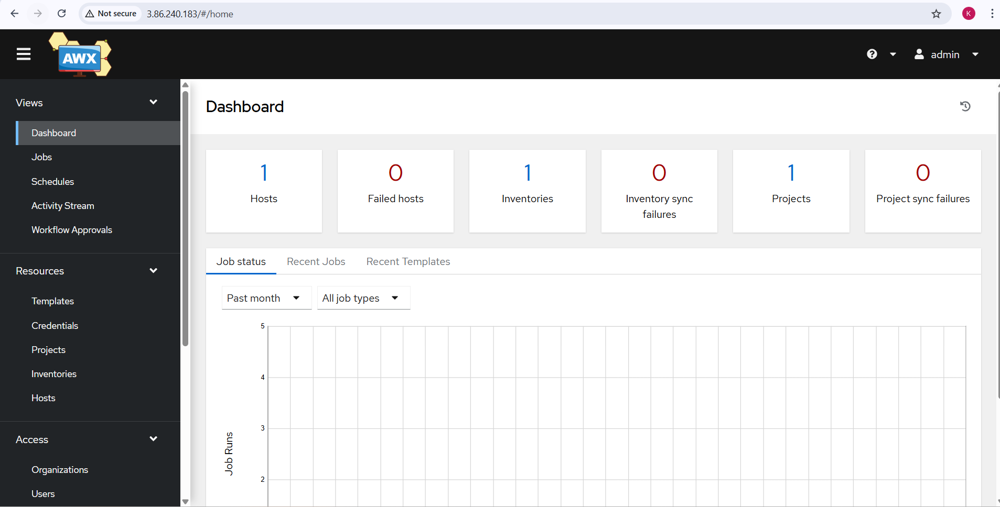 Not secure 3.86.240.183/#/home K
AWX
admin
Views
Dashboard
Jobs
Schedules
Activity Stream
Workflow Approvals
Resources
Templates
Credentials
Projects
Inventories
Hosts
Access
Organizations
Users
Dashboard
1
Hosts
0
Failed hosts
1
Inventories
0
Inventory sync
failures
1
Projects
0
Project sync failures
Job status Recent Jobs Recent Templates
Past month All job types
5
4
3
2
Job Runs